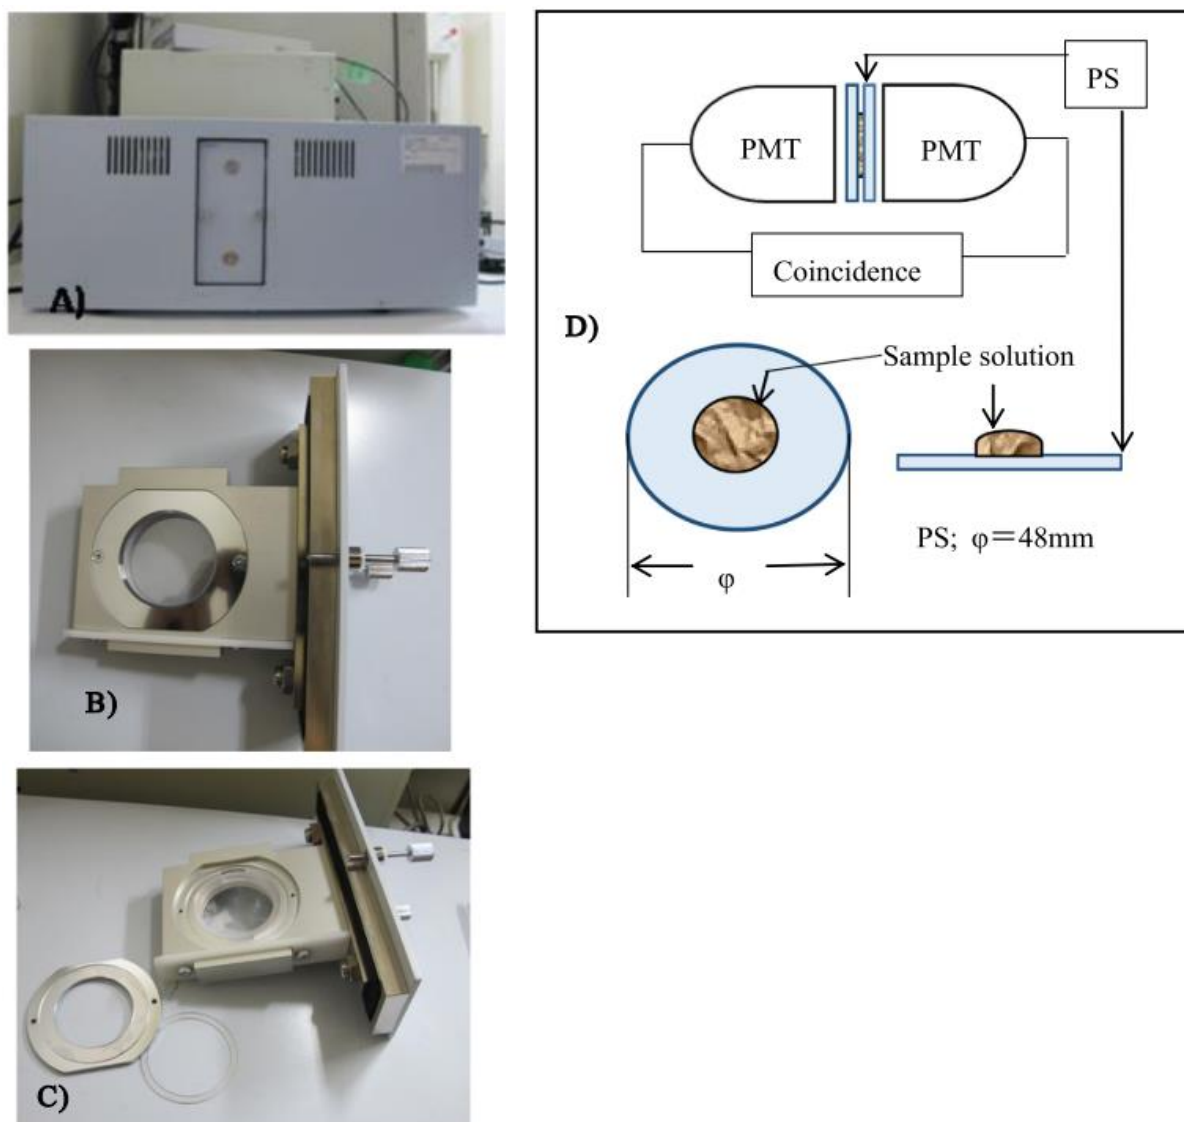 A)
B)
C)
D)
PMT
PMT
PS
Coincidence
Sample solution
PS; φ＝48mm
φ